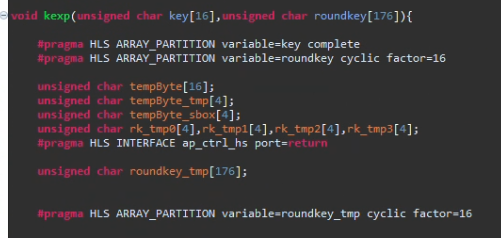 void kexp(unsigned char key[16],unsigned char roundkey[176]){
#pragma HLS ARRAY_PARTITION variable=key complete
#pragma HLS ARRAY_PARTITION variable=roundkey cyclic factor=16
unsigned char tempByte[16];
unsigned char tempByte_tmp[4];
unsigned char tempByte_sbox[4];
unsigned char rk_tmp0[4],rk_tmp1[4],rk_tmp2[4],rk_tmp3[4];
#pragma HLS INTERFACE ap_ctrl_hs port=return
unsigned char roundkey_tmp[176];
#pragma HLS ARRAY_PARTITION variable=roundkey_tmp cyclic factor=16